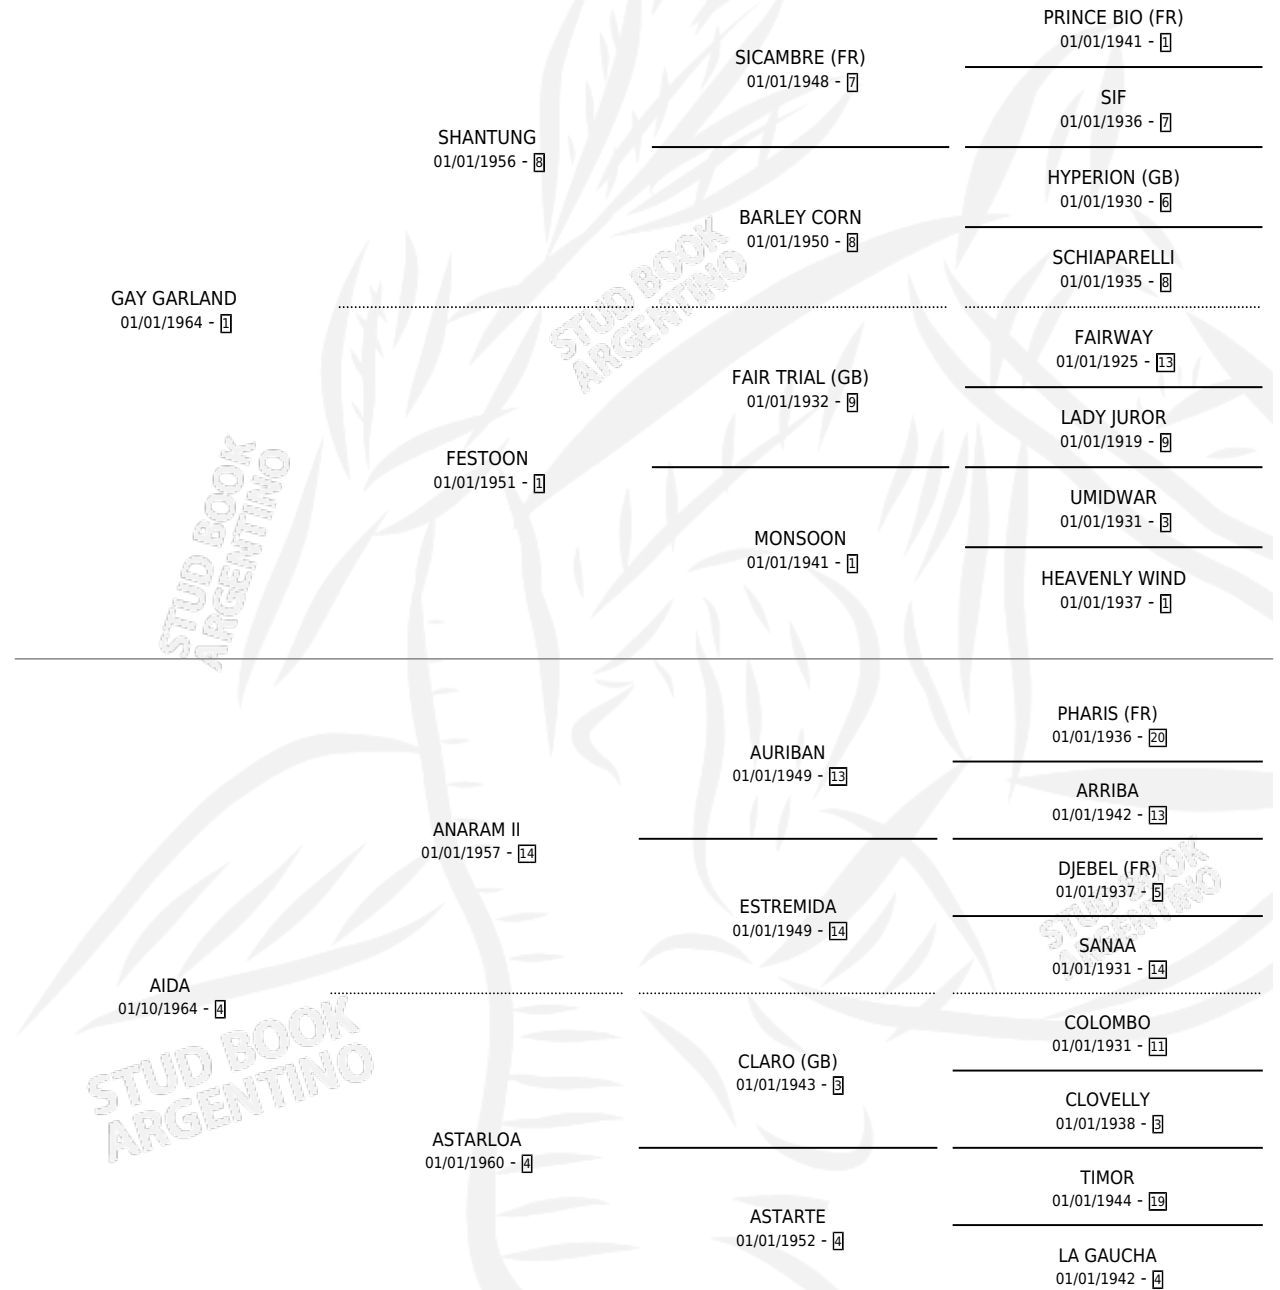 PRINCE BIO (FR)
01/01/1941 - 1
SICAMBRE (FR)
01/01/1948 - 7
SIF
01/01/1936 - 7
SHANTUNG
01/01/1956 - 8
HYPERION (GB)
01/01/1930 - 6
BARLEY CORN
01/01/1950 - 8
SCHIAPARELLI
01/01/1935 - 8
GAY GARLAND
01/01/1964 - 1
FAIRWAY
01/01/1925 - 13
FAIR TRIAL (GB)
01/01/1932 - 9
LADY JUROR
01/01/1919 - 9
FESTOON
01/01/1951 - 1
UMIDWAR
01/01/1931 - 3
MONSOON
01/01/1941 - 1
HEAVENLY WIND
01/01/1937 - 1
STUD BOOK
ARGENTINO
STUD BOOK
ARGENTINO
PHARIS (FR)
01/01/1936 - 20
AURIBAN
01/01/1949 - 13
ARRIBA
01/01/1942 - 13
ANARAM II
01/01/1957 - 14
DJEBEL (FR)
01/01/1937 - 5
ESTREMIDA
01/01/1949 - 14
SANAA
01/01/1931 - 14
AIDA
01/10/1964 - 4
COLOMBO
01/01/1931 - 11
CLARO (GB)
01/01/1943 - 3
CLOVELLY
01/01/1938 - 3
ASTARLOA
01/01/1960 - 4
TIMOR
01/01/1944 - 19
ASTARTE
01/01/1952 - 4
LA GAUCHA
01/01/1942 - 4
STUD BOOK
ARGENTINO
STUD BOOK
ARGENTINO